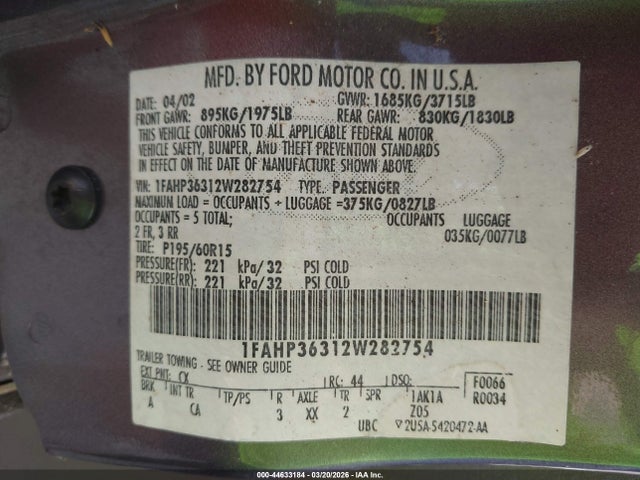 MFD. BY FORD MOTOR CO. IN U.S.A.
DATE: 04/02 GVWR: 1685KG/3715LB
FRONT GAWR: 895KG/1975LB REAR GAWR: 830KG/1830LB
THIS VEHICLE CONFORMS TO ALL APPLICABLE FEDERAL MOTOR
VEHICLE SAFETY, BUMPER, AND THEFT PREVENTION STANDARDS
IN EFFECT ON THE DATE OF MANUFACTURE SHOWN ABOVE.
VIN: 1FAHP36312W282754 TYPE: PASSENGER
MAXIMUM LOAD = OCCUPANTS + LUGGAGE =375KG/0827LB
OCCUPANTS = 5 TOTAL; OCCUPANTS LUGGAGE
2 FR, 3 RR 035KG/0077LB
TIRE: P195/60R15
PRESSURE(FR): 221 kPa/32 PSI COLD
PRESSURE(RR): 221 kPa/32 PSI COLD
1FAHP36312W282754
TRAILER TOWING - SEE OWNER GUIDE
EXT PNT: CX RC: 44 DSO: F0066
BRK INT TR TP/PS R AXLE TR SPR 1AK1A R0034
A CA 3 XX 2 Z05
UBC ▽2USA-5420472-AA
000-44633184 - 03/20/2026 - IAA Inc.